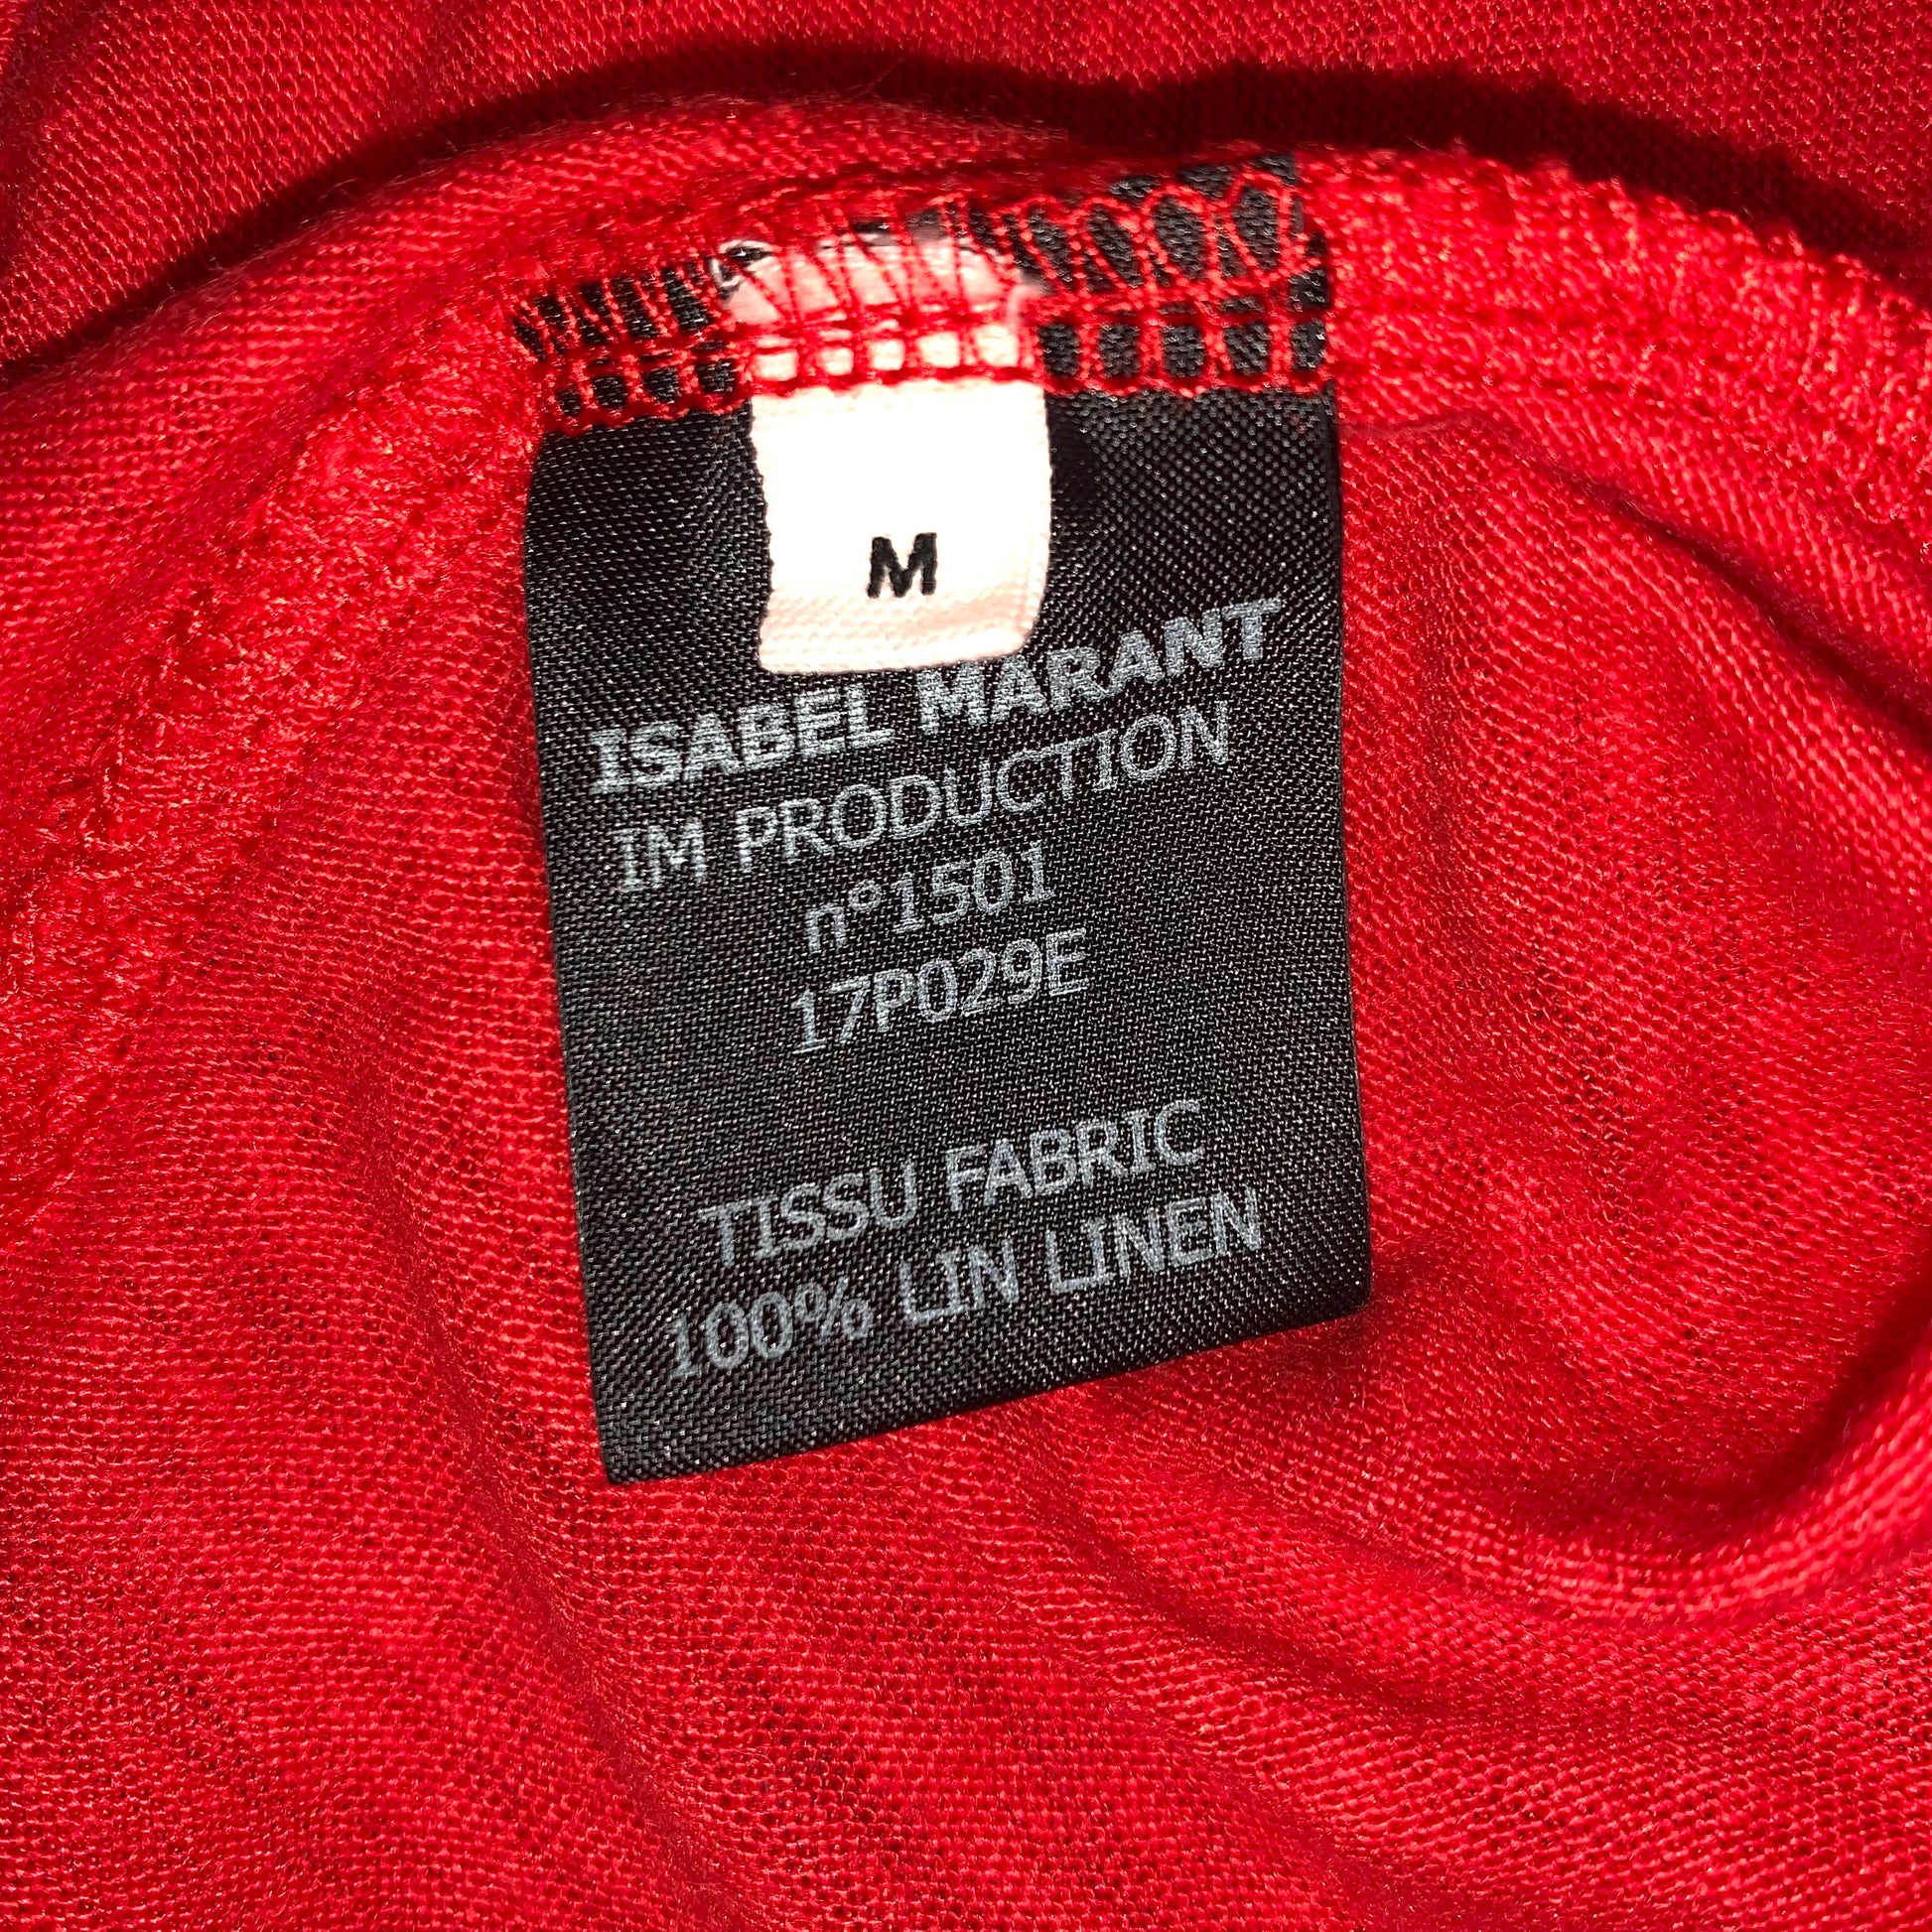 M
ISABEL MARANT
IM PRODUCTION
n°1501
17P029E
TISSU FABRIC
100% LIN LINEN